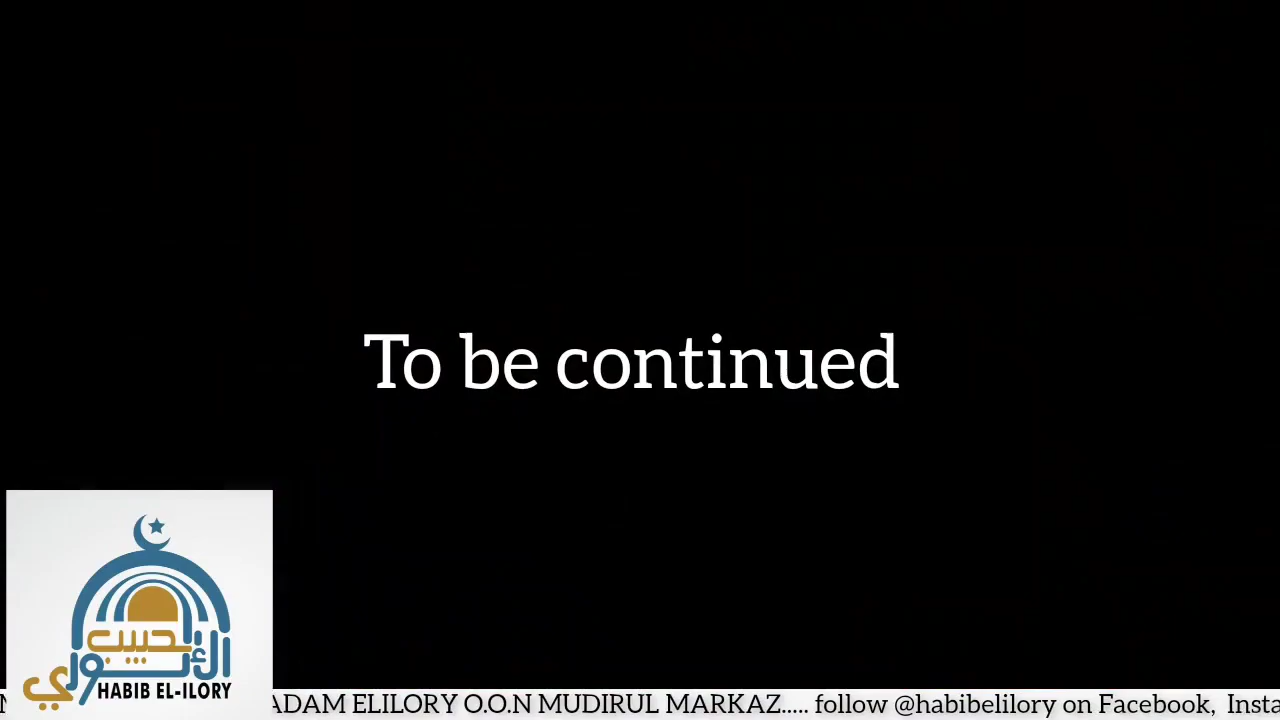 To be continued
حبيب
الإلوري
HABIB EL-ILORY
ADAM ELILORY O.O.N MUDIRUL MARKAZ..... follow @habibelilory on Facebook, Insta